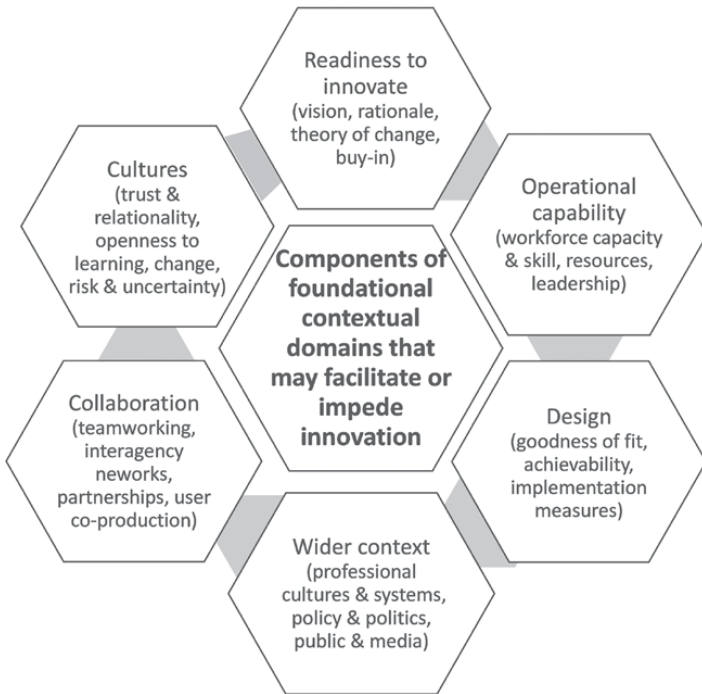 Readiness to
innovate
(vision, rationale,
theory of change,
buy-in)
Operational
capability
(workforce capacity
& skill, resources,
leadership)
Design
(goodness of fit,
achievability,
implementation
measures)
Wider context
(professional
cultures & systems,
policy & politics,
public & media)
Collaboration
(teamworking,
interagency
neworks,
partnerships, user
co-production)
Cultures
(trust &
relationality,
openness to
learning, change,
risk & uncertainty)
Components of
foundational
contextual
domains that
may facilitate or
impede
innovation